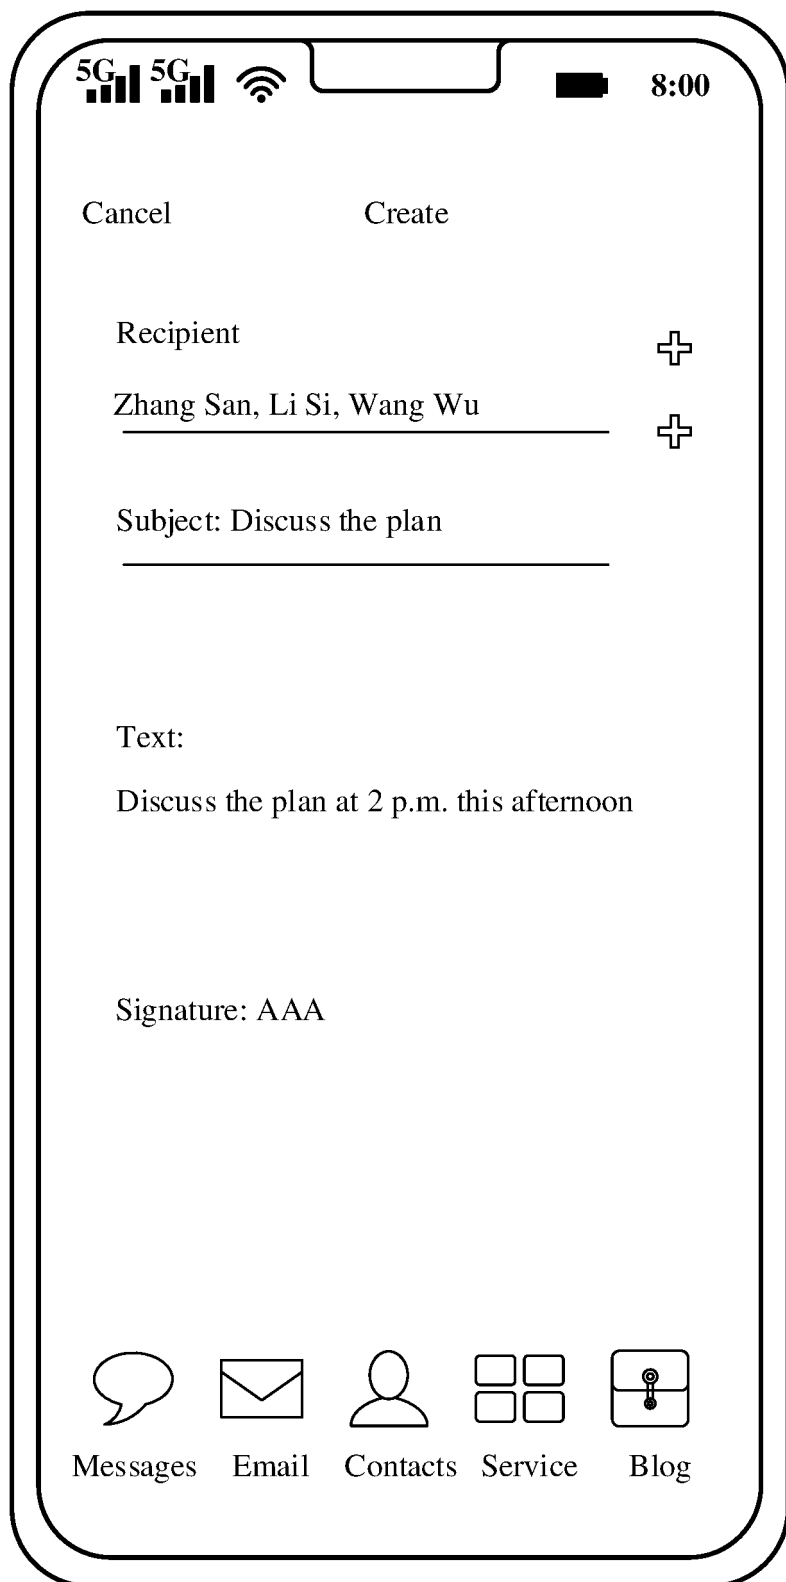 5G 5G 8:00
Cancel Create
Recipient
Zhang San, Li Si, Wang Wu
Subject: Discuss the plan
Text:
Discuss the plan at 2 p.m. this afternoon
Signature: AAA
Messages Email Contacts Service Blog